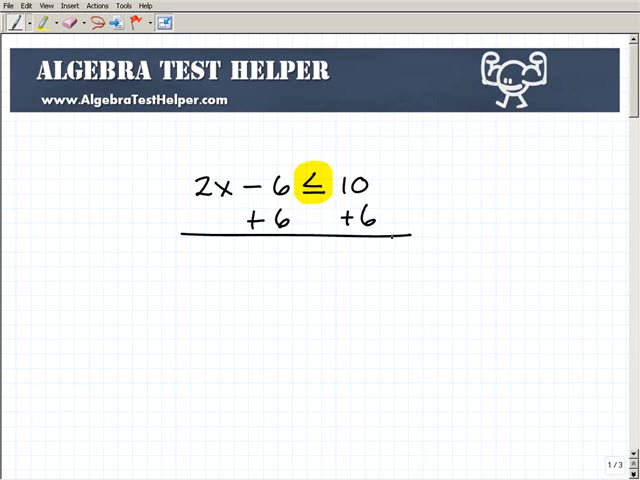 File Edit View Insert Actions Tools Help
ALGEBRA TEST HELPER
www.AlgebraTestHelper.com
2x - 6 ≤ 10
+ 6 + 6
1 / 3